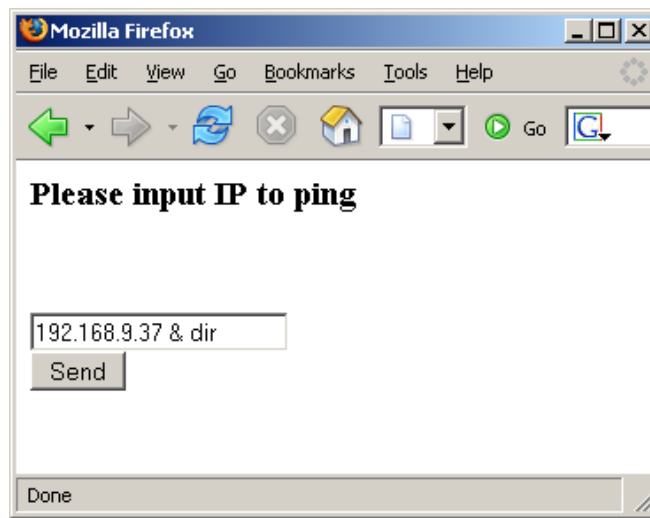 Mozilla Firefox
File Edit View Go Bookmarks Tools Help
Go G
Please input IP to ping
192.168.9.37 & dir
Send
Done